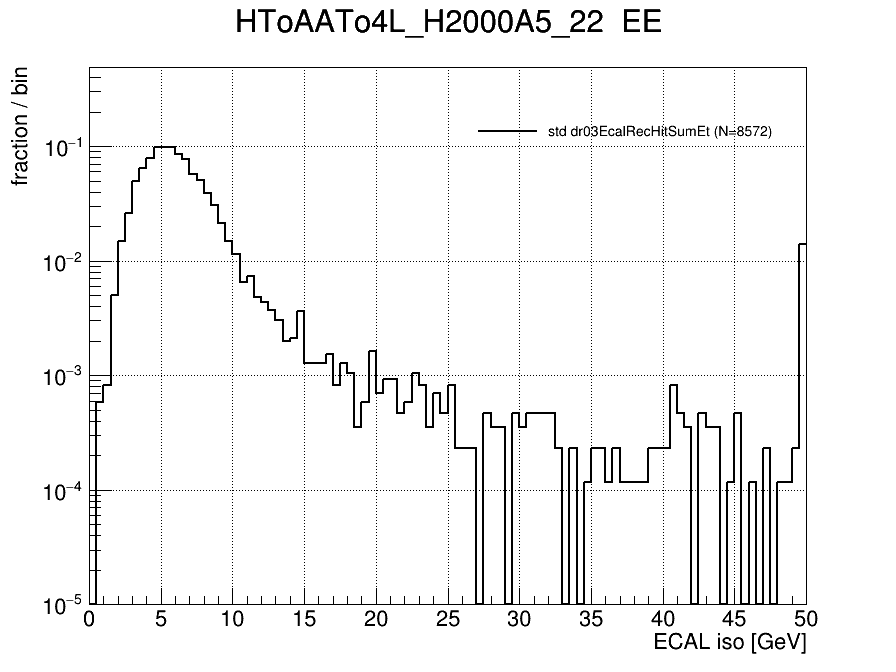 HToAATo4L_H2000A5_22 EE
fraction / bin
std dr03EcalRecHitSumEt (N=8572)
10⁻¹
10⁻²
10⁻³
10⁻⁴
10⁻⁵
0 5 10 15 20 25 30 35 40 45 50
ECAL iso [GeV]